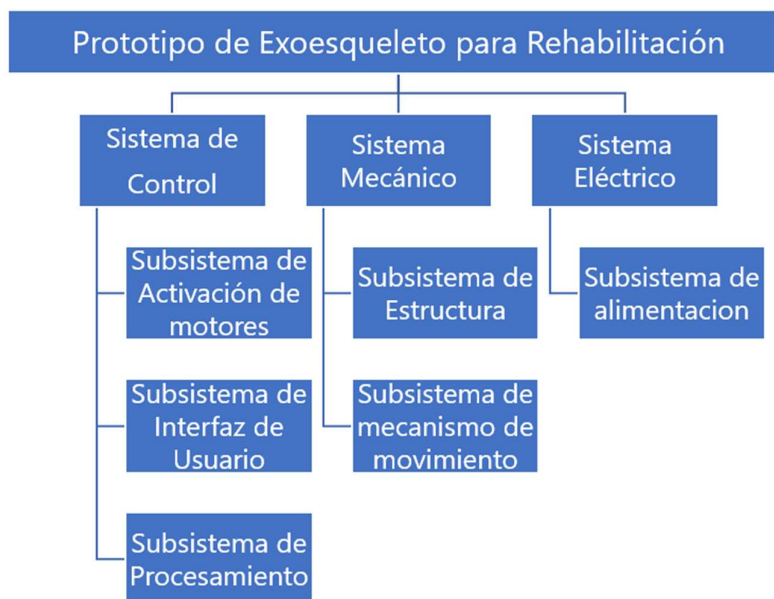 Prototipo de Exoesqueleto para Rehabilitación
Sistema de
Control
Subsistema de
Activación de
motores
Subsistema de
Interfaz de
Usuario
Subsistema de
Procesamiento
Sistema
Mecánico
Subsistema de
Estructura
Subsistema de
mecanismo de
movimiento
Sistema
Eléctrico
Subsistema de
alimentacion